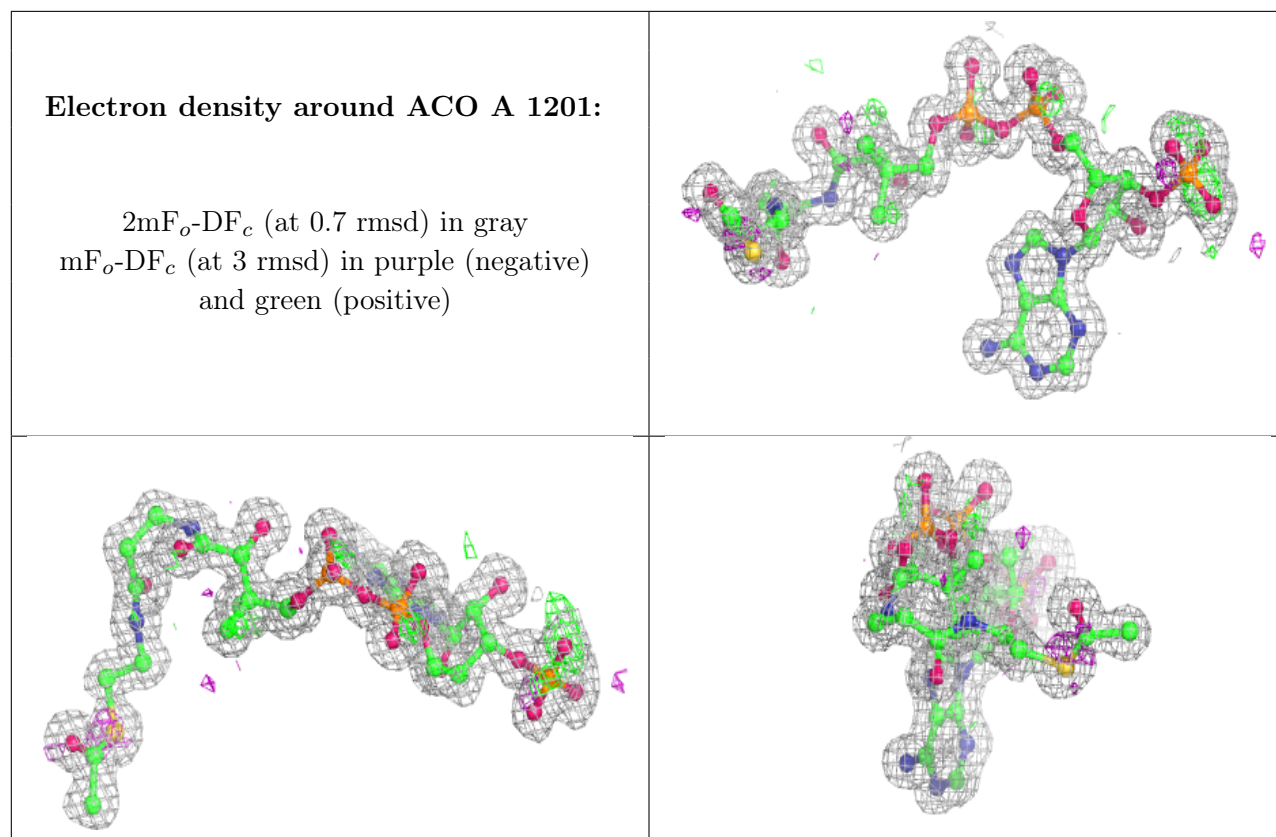 Electron density around ACO A 1201:
2mFo-DFc (at 0.7 rmsd) in gray
mFo-DFc (at 3 rmsd) in purple (negative)
and green (positive)